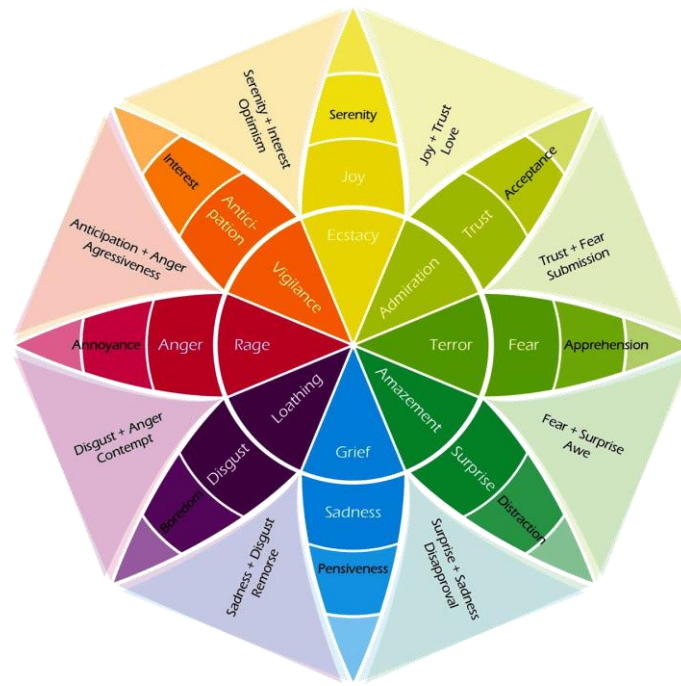 Serenity + Interest
Optimism
Serenity
Joy
Ecstacy
Joy + Trust
Love
Acceptance
Trust
Admiration
Trust + Fear
Submission
Terror
Fear
Apprehension
Fear + Surprise
Awe
Amazement
Surprise
Distraction
Surprise + Sadness
Disapproval
Grief
Sadness
Pensiveness
Sadness + Disgust
Remorse
Loathing
Disgust
Boredom
Disgust + Anger
Contempt
Annoyance
Anger
Rage
Anticipation + Anger
Agressiveness
Interest
Antici-
pation
Vigilance